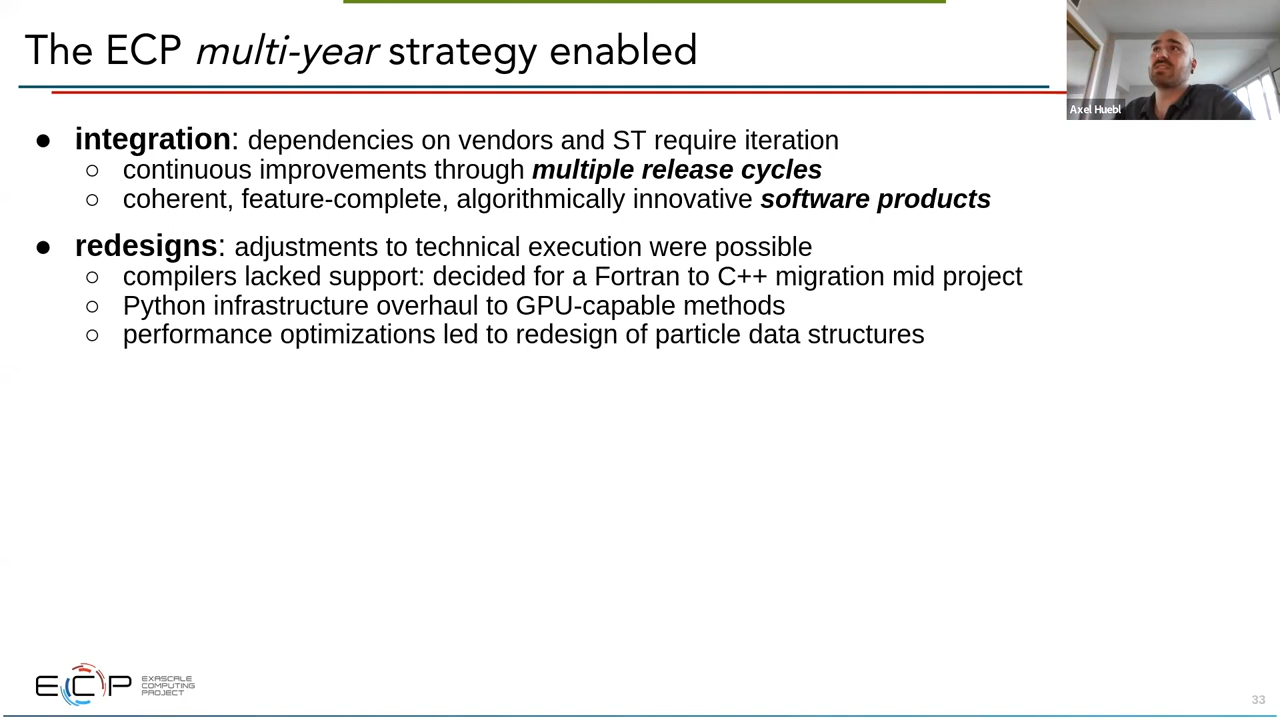 The ECP multi-year strategy enabled
Axel Huebl
● integration: dependencies on vendors and ST require iteration
○ continuous improvements through multiple release cycles
○ coherent, feature-complete, algorithmically innovative software products
● redesigns: adjustments to technical execution were possible
○ compilers lacked support: decided for a Fortran to C++ migration mid project
○ Python infrastructure overhaul to GPU-capable methods
○ performance optimizations led to redesign of particle data structures
ECP
EXASCALE
COMPUTING
PROJECT
33